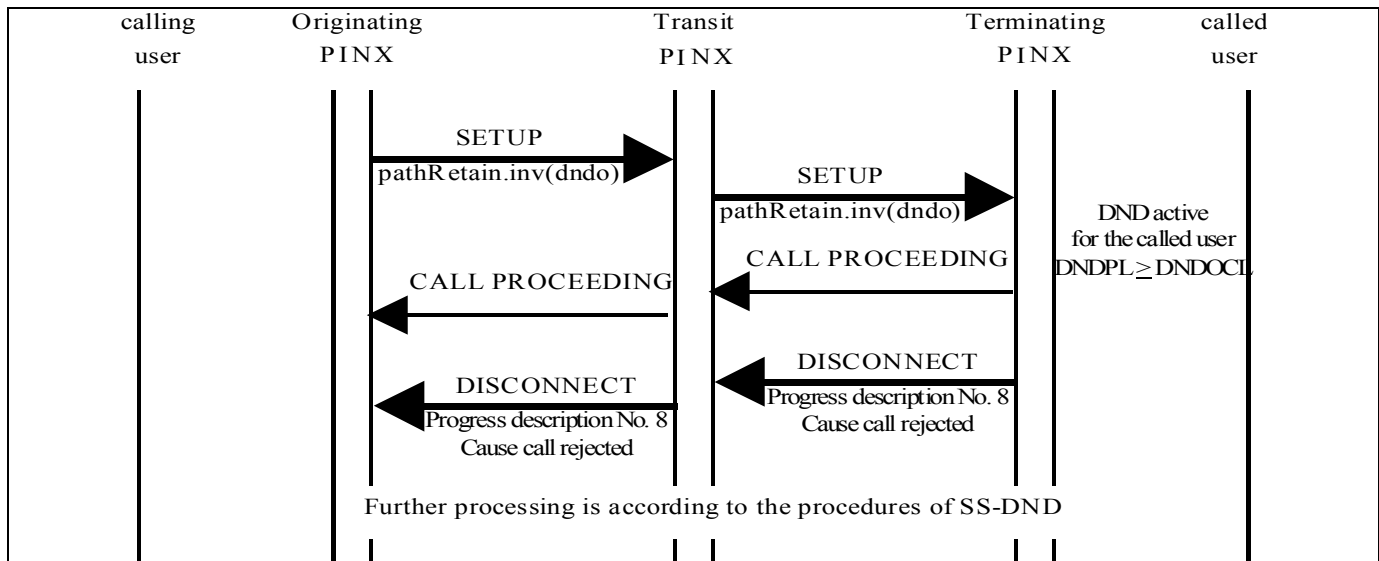 calling Originating Transit Terminating called
user PINX PINX PINX user
SETUP
pathRetain.inv(dndo)
SETUP
pathRetain.inv(dndo)
DND active
for the called user
DNDPL ≥ DNDOCL
CALL PROCEEDING
CALL PROCEEDING
DISCONNECT
Progress description No. 8
Cause call rejected
DISCONNECT
Progress description No. 8
Cause call rejected
Further processing is according to the procedures of SS-DND